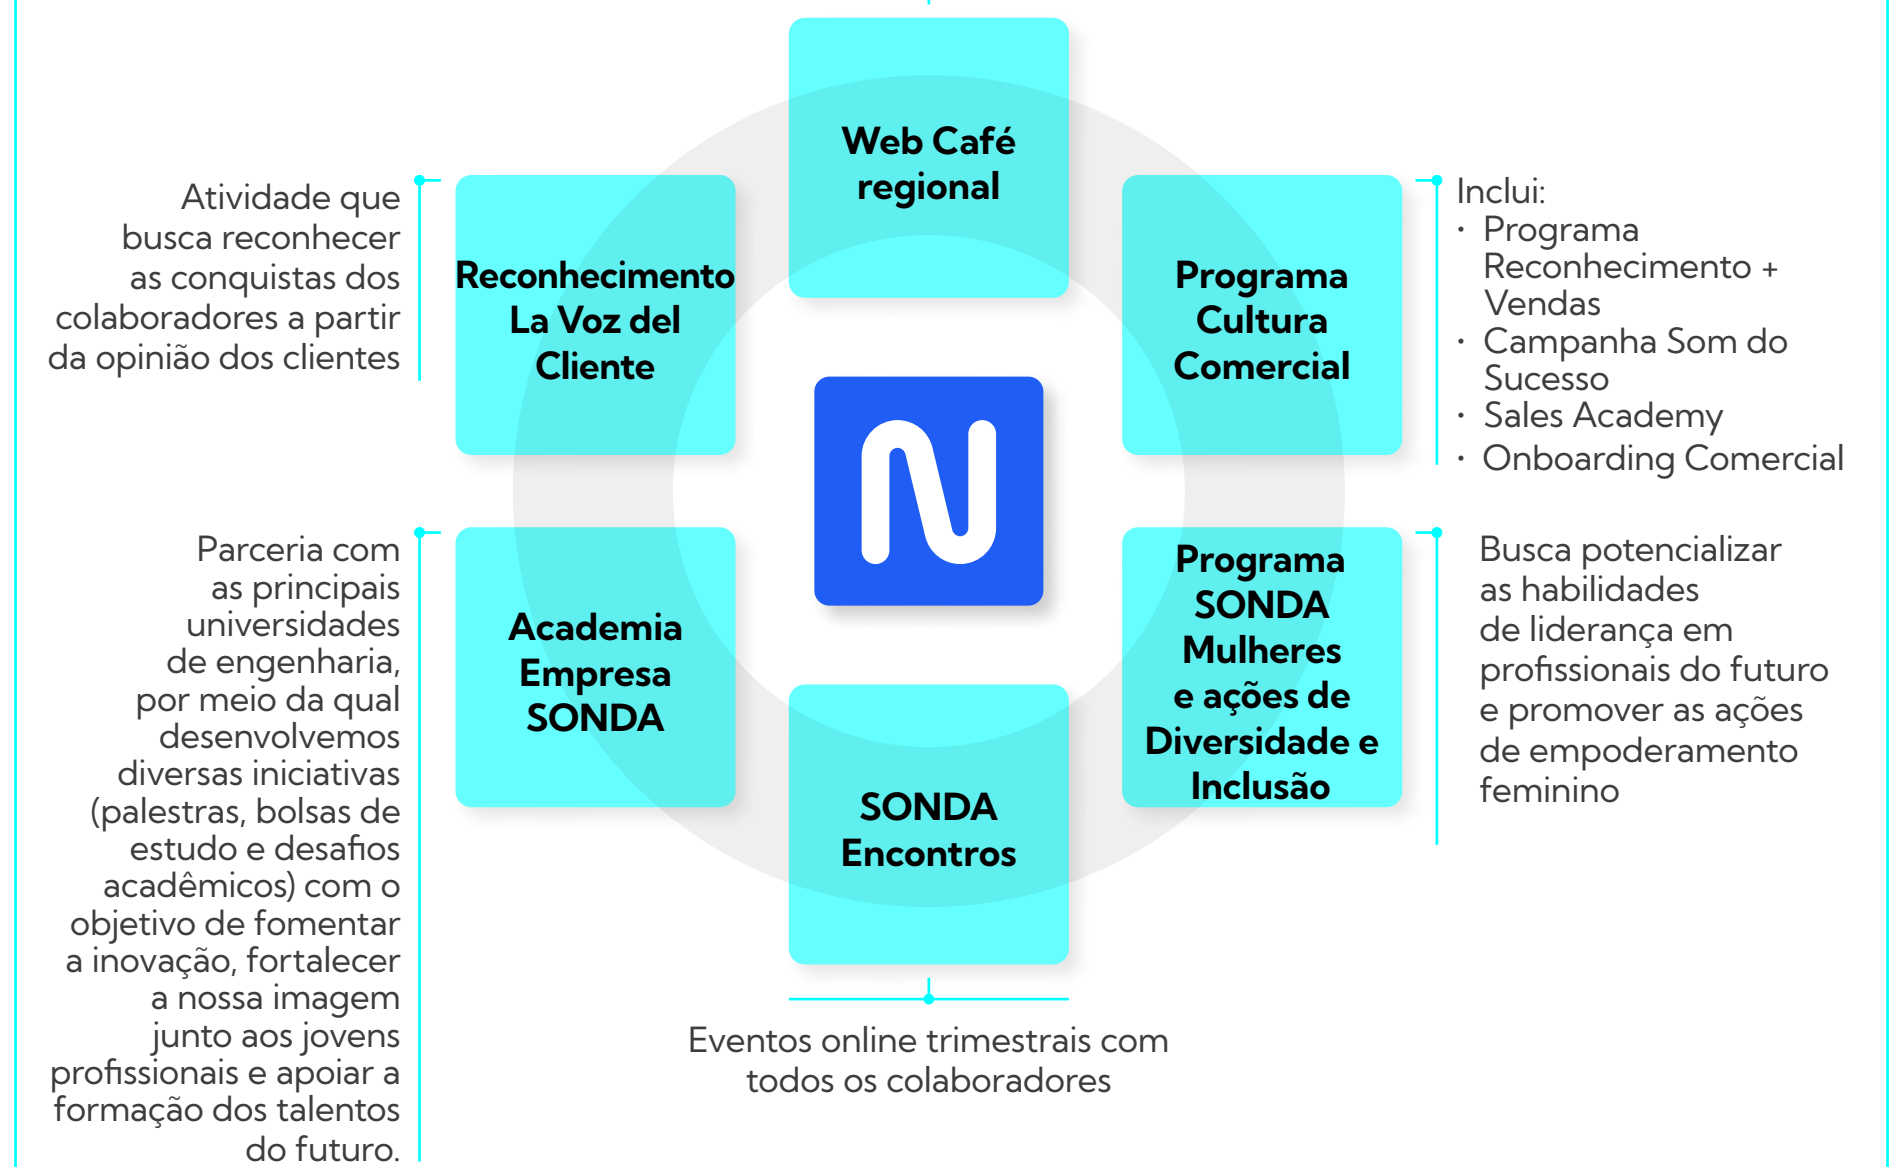 Web Café
regional
Atividade que
busca reconhecer
as conquistas dos
colaboradores a partir
da opinião dos clientes
Reconhecimento
La Voz del
Cliente
Programa
Cultura
Comercial
Inclui:
· Programa
Reconhecimento +
Vendas
· Campanha Som do
Sucesso
· Sales Academy
· Onboarding Comercial
Parceria com
as principais
universidades
de engenharia,
por meio da qual
desenvolvemos
diversas iniciativas
(palestras, bolsas de
estudo e desafios
acadêmicos) com o
objetivo de fomentar
a inovação, fortalecer
a nossa imagem
junto aos jovens
profissionais e apoiar a
formação dos talentos
do futuro.
Academia
Empresa
SONDA
Programa
SONDA
Mulheres
e ações de
Diversidade e
Inclusão
Busca potencializar
as habilidades
de liderança em
profissionais do futuro
e promover as ações
de empoderamento
feminino
SONDA
Encontros
Eventos online trimestrais com
todos os colaboradores